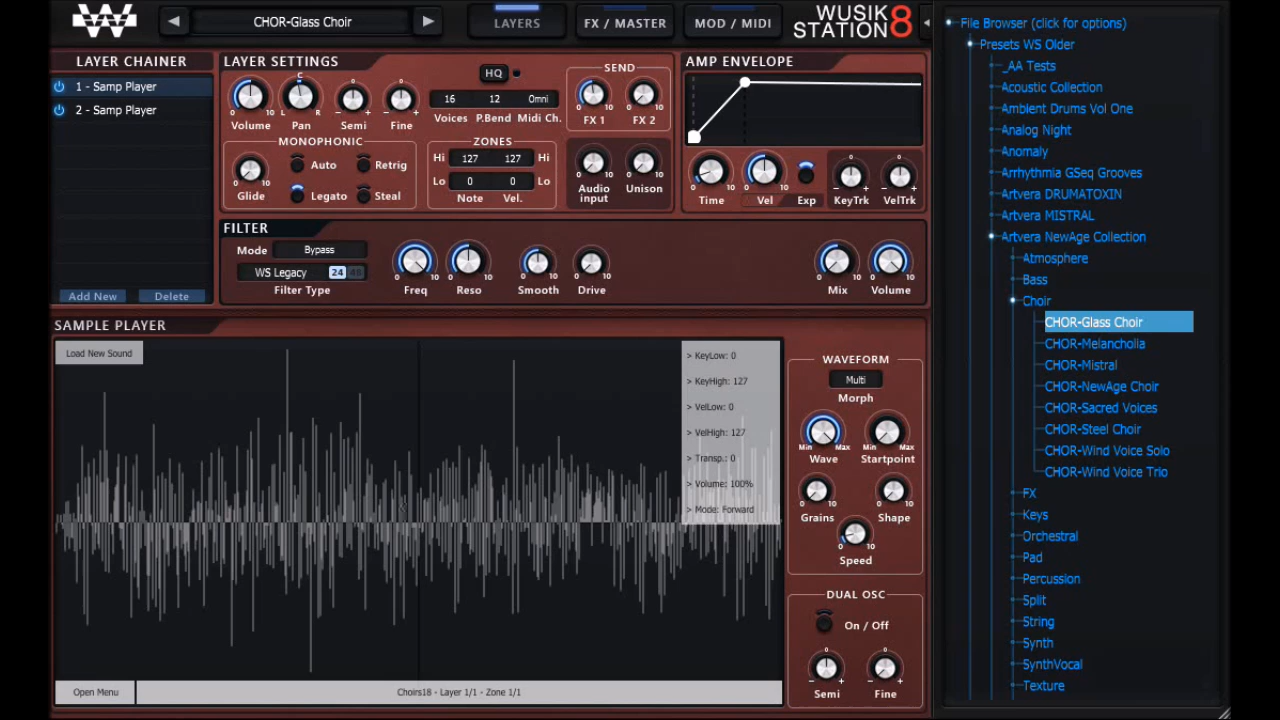 CHOR-Glass Choir
LAYERS
FX / MASTER
MOD / MIDI
WUSIK
STATION 8
LAYER CHAINER
1 - Samp Player
2 - Samp Player
Add New
Delete
LAYER SETTINGS
HQ
Volume
Pan
Semi
Fine
16 12 Omni
Voices P.Bend Midi Ch.
SEND
FX 1
FX 2
MONOPHONIC
Glide
Auto
Retrig
Legato
Steal
ZONES
Hi 127 127 Hi
Lo 0 0 Lo
Note Vel.
Audio
input
Unison
AMP ENVELOPE
Time
Vel
Exp
KeyTrk
VelTrk
FILTER
Mode Bypass
WS Legacy 24
Filter Type
Freq
Reso
Smooth
Drive
Mix
Volume
SAMPLE PLAYER
Load New Sound
> KeyLow: 0
> KeyHigh: 127
> VelLow: 0
> VelHigh: 127
> Transp.: 0
> Volume: 100%
> Mode: Forward
Open Menu
Choirs18 - Layer 1/1 - Zone 1/1
WAVEFORM
Multi
Morph
Min Max
Wave
Min Max
Startpoint
Grains
Shape
Speed
DUAL OSC
On / Off
Semi
Fine
File Browser (click for options)
Presets WS Older
_AA Tests
Acoustic Collection
Ambient Drums Vol One
Analog Night
Anomaly
Arrhythmia GSeq Grooves
Artvera DRUMATOXIN
Artvera MISTRAL
Artvera NewAge Collection
Atmosphere
Bass
Choir
CHOR-Glass Choir
CHOR-Melancholia
CHOR-Mistral
CHOR-NewAge Choir
CHOR-Sacred Voices
CHOR-Steel Choir
CHOR-Wind Voice Solo
CHOR-Wind Voice Trio
FX
Keys
Orchestral
Pad
Percussion
Split
String
Synth
SynthVocal
Texture